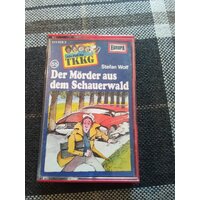 TKKG
EUROPA
Stefan Wolf
Der Mörder aus
dem Schauerwald